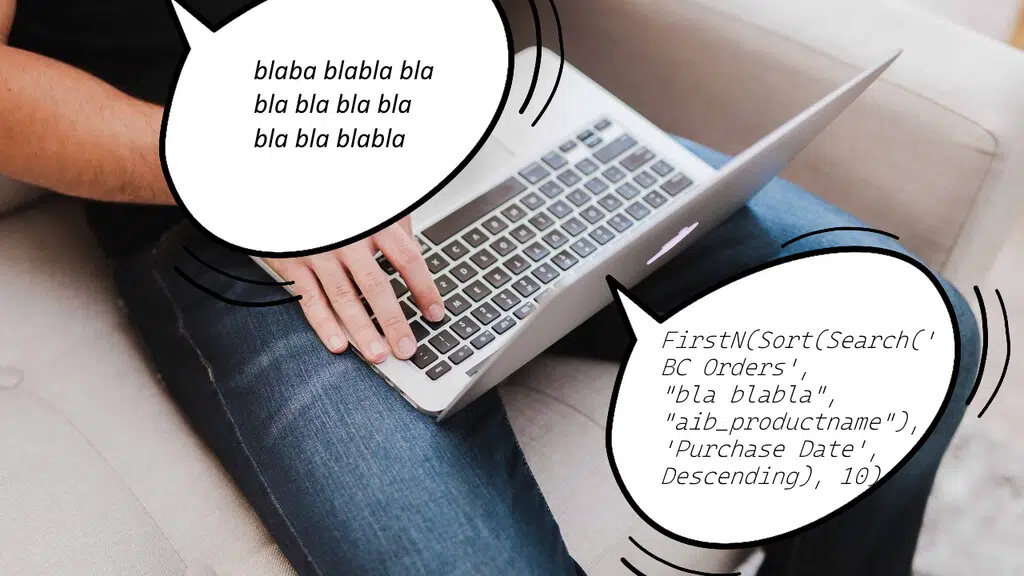 blaba blabla bla
bla bla bla bla
bla bla blabla
FirstN(Sort(Search('
BC Orders',
"bla blabla",
"aib_productname"),
'Purchase Date',
Descending), 10)